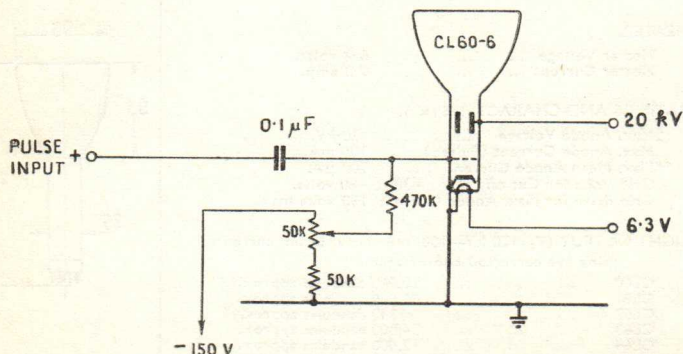 CL60-6
20 kV
0·1 µF
PULSE
INPUT +
470K
50K
6·3 V
50K
-150 V